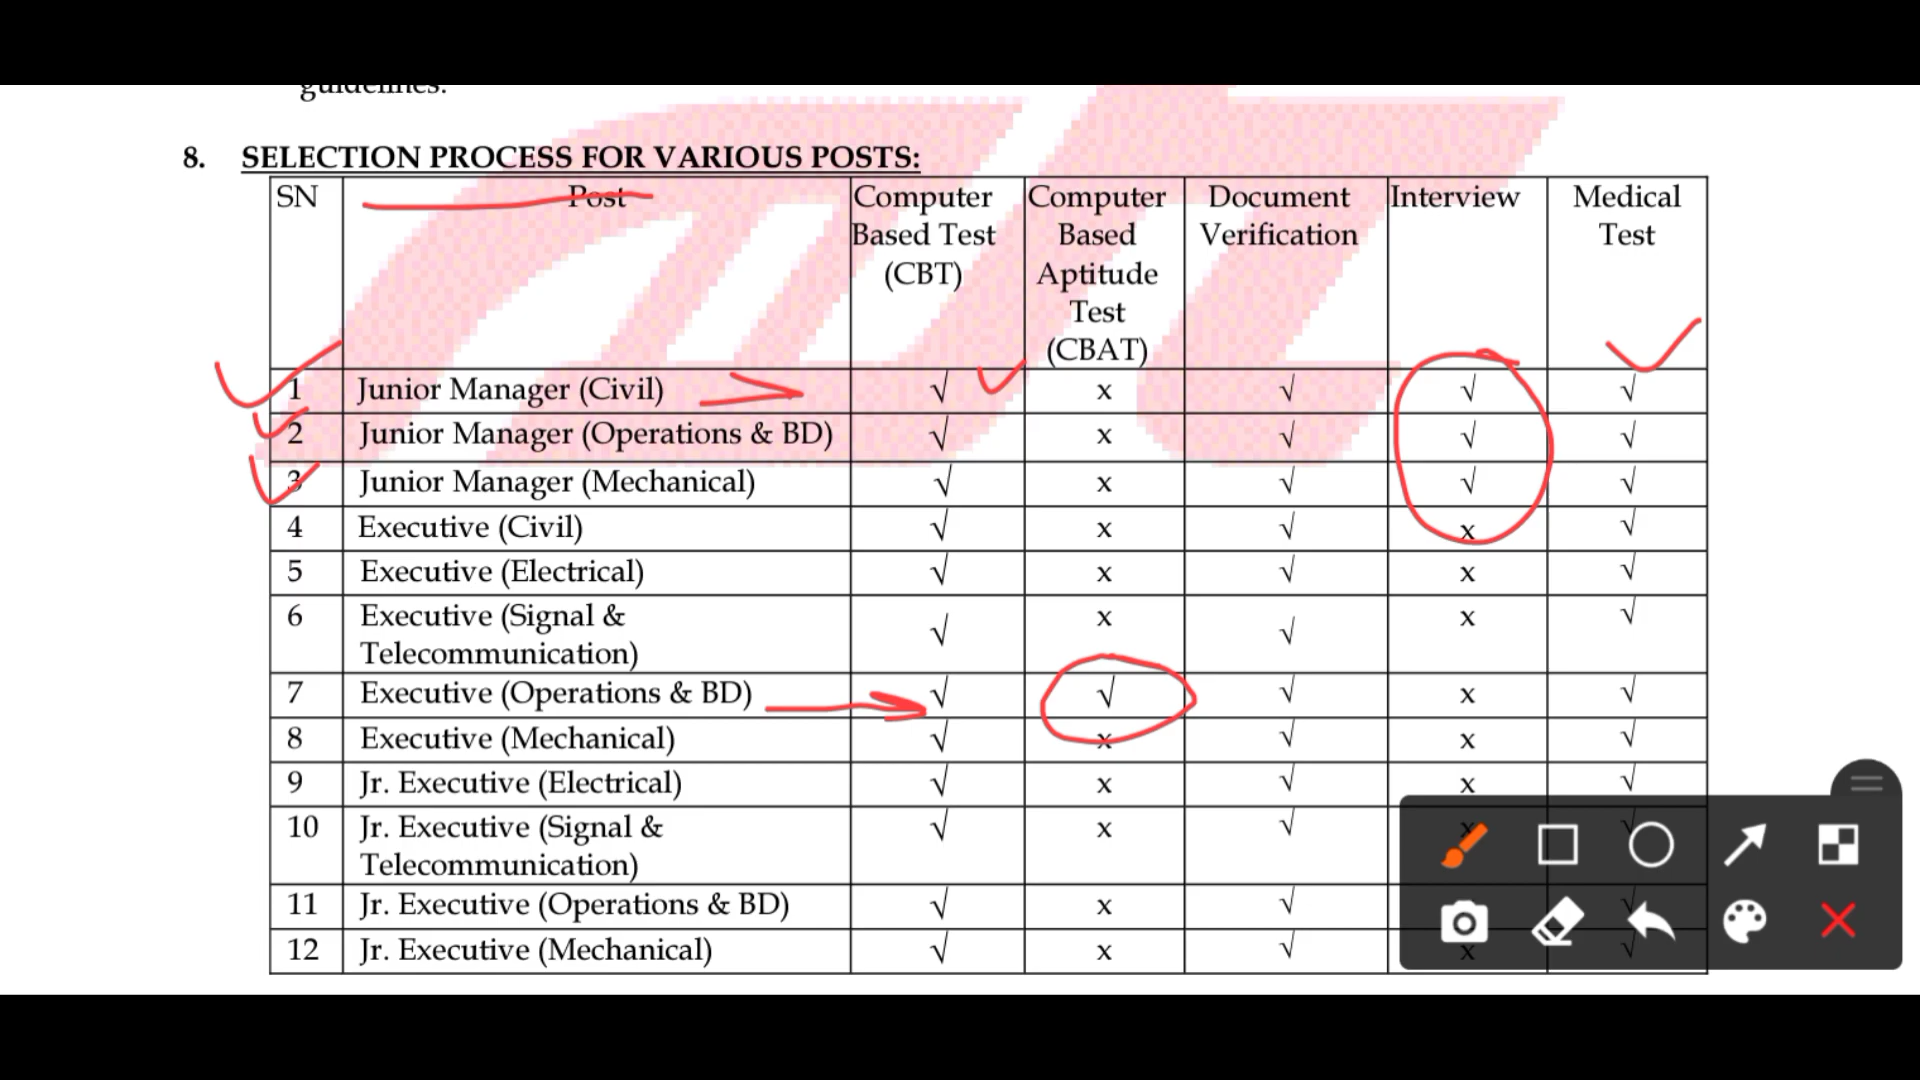 guidelines.
8. SELECTION PROCESS FOR VARIOUS POSTS:
SN Post Computer Based Test (CBT) Computer Based Aptitude Test (CBAT) Document Verification Interview Medical Test
1 Junior Manager (Civil) √ x √ √ √
2 Junior Manager (Operations & BD) √ x √ √ √
3 Junior Manager (Mechanical) √ x √ √ √
4 Executive (Civil) √ x √ x √
5 Executive (Electrical) √ x √ x √
6 Executive (Signal & Telecommunication) √ x √ x √
7 Executive (Operations & BD) √ √ √ x √
8 Executive (Mechanical) √ x √ x √
9 Jr. Executive (Electrical) √ x √ x √
10 Jr. Executive (Signal & Telecommunication) √ x √ x √
11 Jr. Executive (Operations & BD) √ x √
12 Jr. Executive (Mechanical) √ x √ x √